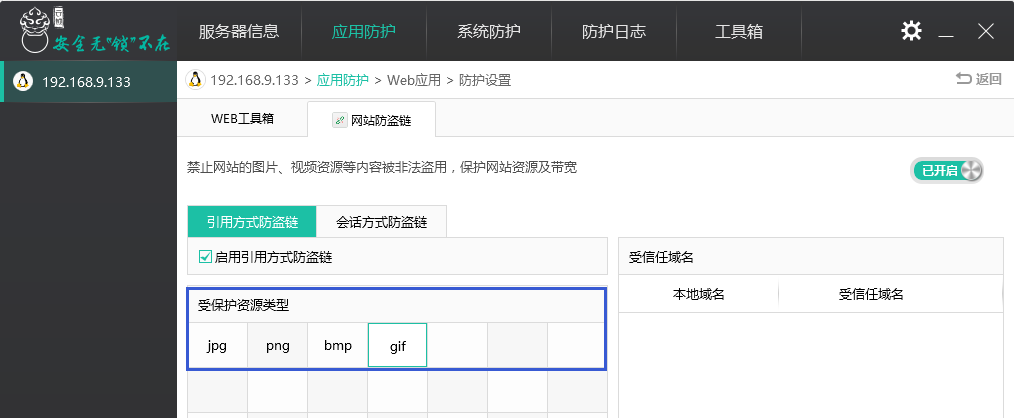 安全无"锁"不在
服务器信息 应用防护 系统防护 防护日志 工具箱
192.168.9.133
192.168.9.133 > 应用防护 > Web应用 > 防护设置 返回
WEB工具箱 网站防盗链
禁止网站的图片、视频资源等内容被非法盗用，保护网站资源及带宽
已开启
引用方式防盗链 会话方式防盗链
启用引用方式防盗链
受信任域名
本地域名 受信任域名
受保护资源类型
jpg png bmp gif